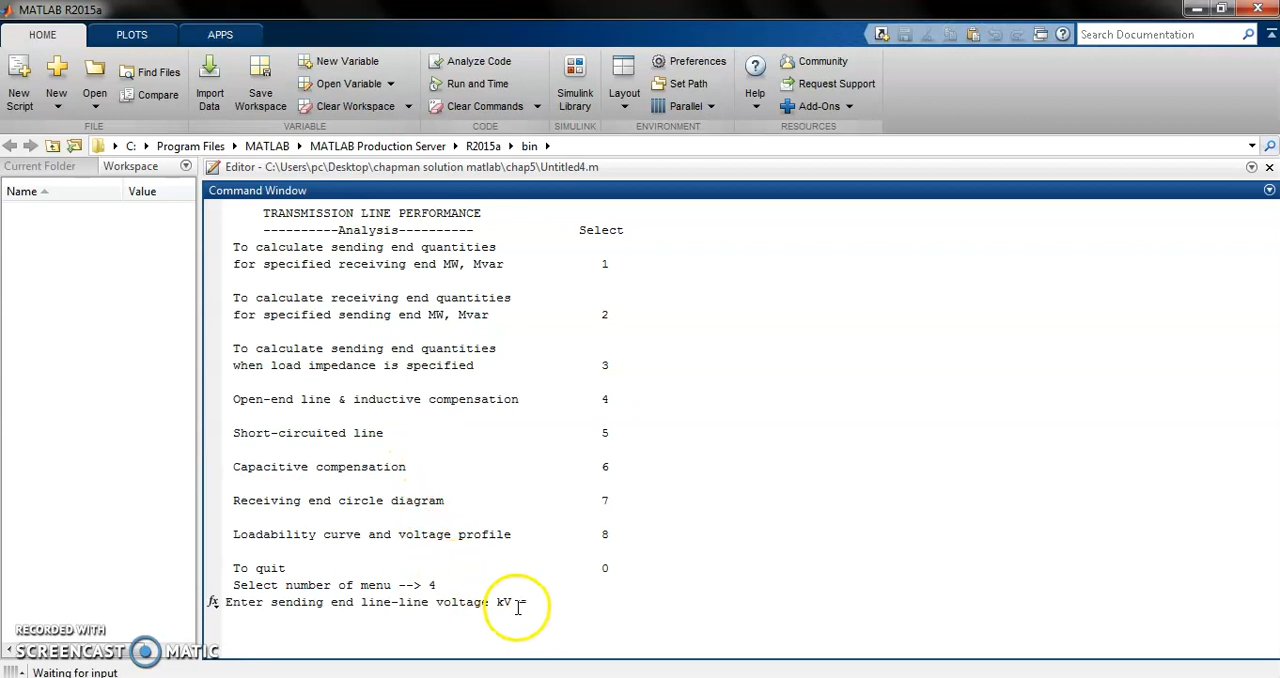 MATLAB R2015a
HOME
PLOTS
APPS
Search Documentation
New Script
New
Open
Find Files
Compare
Import Data
Save Workspace
New Variable
Open Variable
Clear Workspace
Analyze Code
Run and Time
Clear Commands
Simulink Library
Layout
Preferences
Set Path
Parallel
Help
Community
Request Support
Add-Ons
FILE
VARIABLE
CODE
SIMULINK
ENVIRONMENT
RESOURCES
C: Program Files MATLAB MATLAB Production Server R2015a bin
Current Folder
Workspace
Editor - C:\Users\pc\Desktop\chapman solution matlab\chap5\Untitled4.m
Name
Value
Command Window
TRANSMISSION LINE PERFORMANCE
----------Analysis---------- Select
To calculate sending end quantities
for specified receiving end MW, Mvar 1
To calculate receiving end quantities
for specified sending end MW, Mvar 2
To calculate sending end quantities
when load impedance is specified 3
Open-end line & inductive compensation 4
Short-circuited line 5
Capacitive compensation 6
Receiving end circle diagram 7
Loadability curve and voltage profile 8
To quit 0
Select number of menu --> 4
fx Enter sending end line-line voltage kV =
RECORDED WITH
SCREENCAST MATIC
Waiting for input